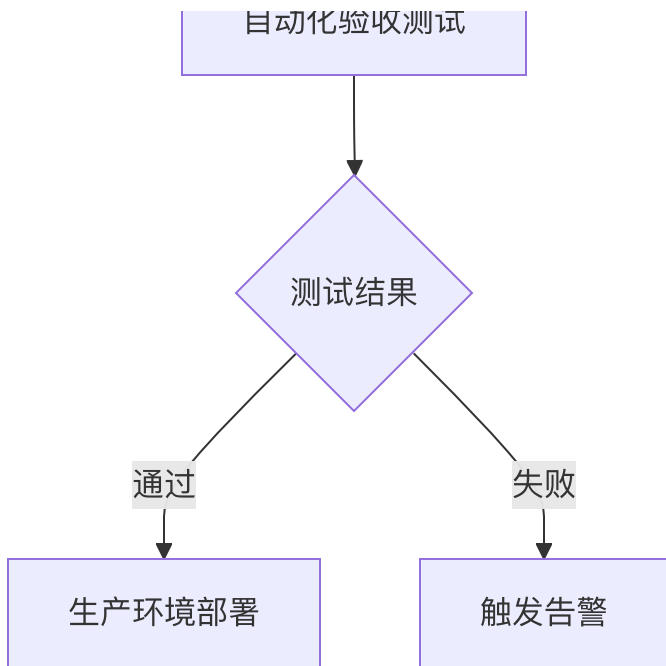 自动化验收测试
测试结果
通过
失败
生产环境部署
触发告警